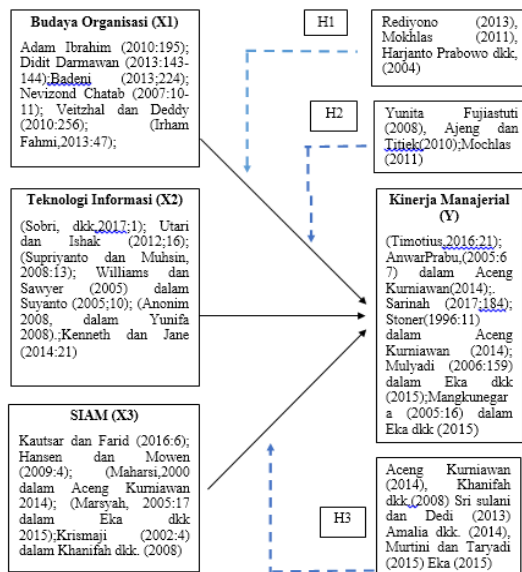 Budaya Organisasi (X1)
Adam Ibrahim (2010:195);
Didit Darmawan (2013:143-
144);Badeni (2013;224);
Nevizond Chatab (2007:10-
11); Veitzhal dan Deddy
(2010:256); (Irham
Fahmi,2013:47);
H1
Rediyono (2013),
Mokhlas (2011),
Harjanto Prabowo dkk,
(2004)
H2
Yunita Fujiastuti
(2008), Ajeng dan
Titiek(2010);Mochlas
(2011)
Teknologi Informasi (X2)
(Sobri, dkk,2017;1); Utari
dan Ishak (2012;16);
(Supriyanto dan Muhsin,
2008:13); Williams dan
Sawyer (2005) dalam
Suyanto (2005;10); (Anonim
2008, dalam Yunifa
2008).;Kenneth dan Jane
(2014:21)
Kinerja Manajerial
(Y)
(Timotius,2016:21);
AnwarPrabu,(2005:6
7) dalam Aceng
Kurniawan(2014);.
Sarinah (2017;184);
Stoner(1996:11)
dalam Aceng
Kurniawan (2014);
Mulyadi (2006:159)
dalam Eka dkk
(2015);Mangkunegar
a (2005:16) dalam
Eka dkk (2015)
SIAM (X3)
Kautsar dan Farid (2016:6);
Hansen dan Mowen
(2009:4); (Maharsi,2000
dalam Aceng Kurniawan
2014); (Marsyah, 2005:17
dalam Eka dkk
2015);Krismaji (2002:4)
dalam Khanifah dkk. (2008)
H3
Aceng Kurniawan
(2014), Khanifah
dkk,(2008) Sri sulani
dan Dedi (2013)
Amalia dkk. (2014),
Murtini dan Taryadi
(2015) Eka (2015)